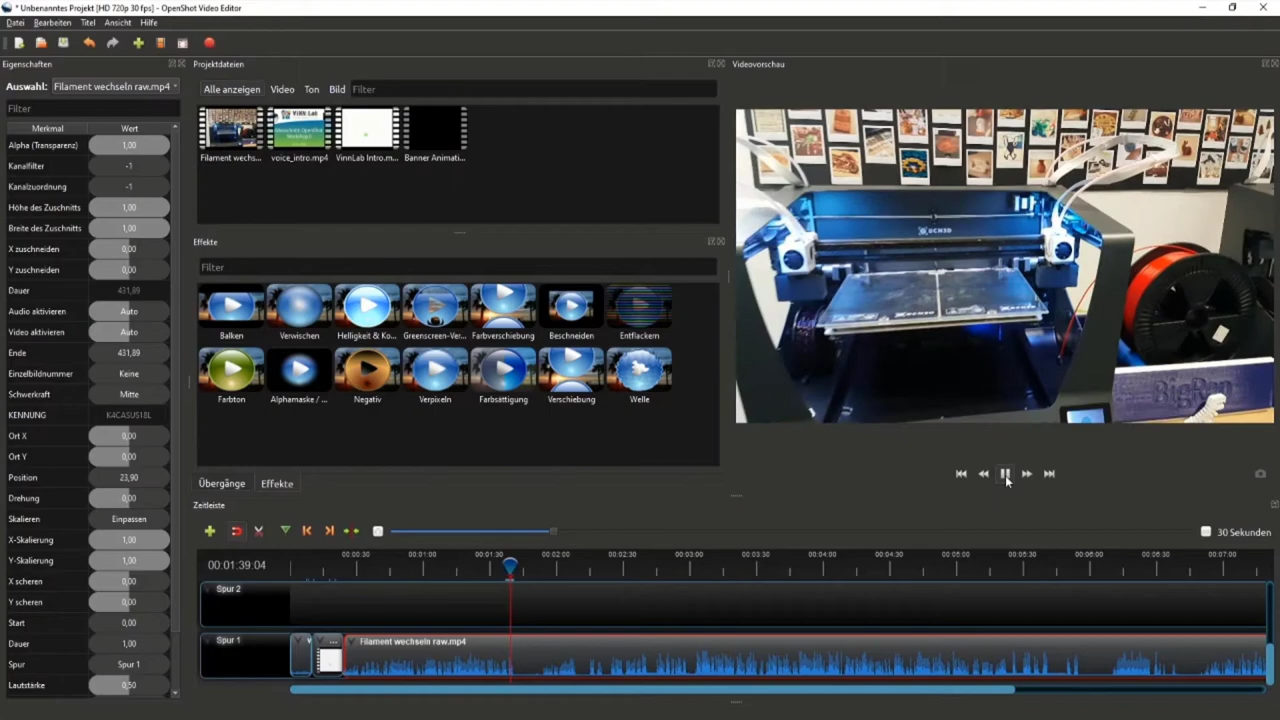 * Unbenanntes Projekt [HD 720p 30 fps] - OpenShot Video Editor
Datei Bearbeiten Titel Ansicht Hilfe
Eigenschaften
Auswahl: Filament wechseln raw.mp4
Filter
Merkmal Wert
Alpha (Transparenz) 1,00
Kanalfilter -1
Kanalzuordnung -1
Höhe des Zuschnitts 1,00
Breite des Zuschnitts 1,00
X zuschneiden 0,00
Y zuschneiden 0,00
Dauer 431,89
Audio aktivieren Auto
Video aktivieren Auto
Ende 431,89
Einzelbildnummer Keine
Schwerkraft Mitte
KENNUNG K4CASUS18L
Ort X 0,00
Ort Y 0,00
Position 23,90
Drehung 0,00
Skalieren Einpassen
X-Skalierung 1,00
Y-Skalierung 1,00
X scheren 0,00
Y scheren 0,00
Start 0,00
Dauer 1,00
Spur Spur 1
Lautstärke 0,50
Projektdateien
Alle anzeigen Video Ton Bild Filter
ViNN Lab
Filament wechs... voice_intro.mp4 VinnLab Intro.m... Banner Animati...
Effekte
Filter
Balken Verwischen Helligkeit & Ko... Greenscreen-Ver... Farbverschiebung Beschneiden Entflackern
Farbton Alphamaske / ... Negativ Verpixeln Farbsättigung Verschiebung Welle
Übergänge Effekte
Videovorschau
BCN3D
BigRep
Zeitleiste
30 Sekunden
00:01:39:04
00:00:30 00:01:00 00:01:30 00:02:00 00:02:30 00:03:00 00:03:30 00:04:00 00:04:30 00:05:00 00:05:30 00:06:00 00:06:30 00:07:00
Spur 2
Spur 1
Filament wechseln raw.mp4